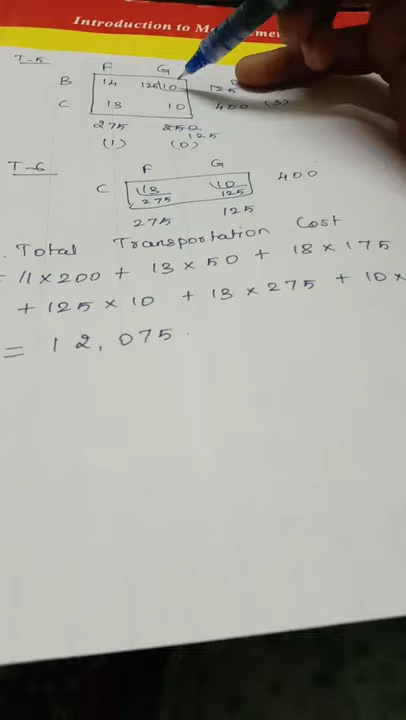 Introduction to M
T-5
F G
B 14 125 10 125
C 13 10 400 (3)
275 250 125
(1) (0)
T-6
F G
C 13 275 10 125 400
275 125
Total Transportation Cost
= 11 × 200 + 13 × 50 + 18 × 175
+ 125 × 10 + 13 × 275 + 10 ×
= 12,075.